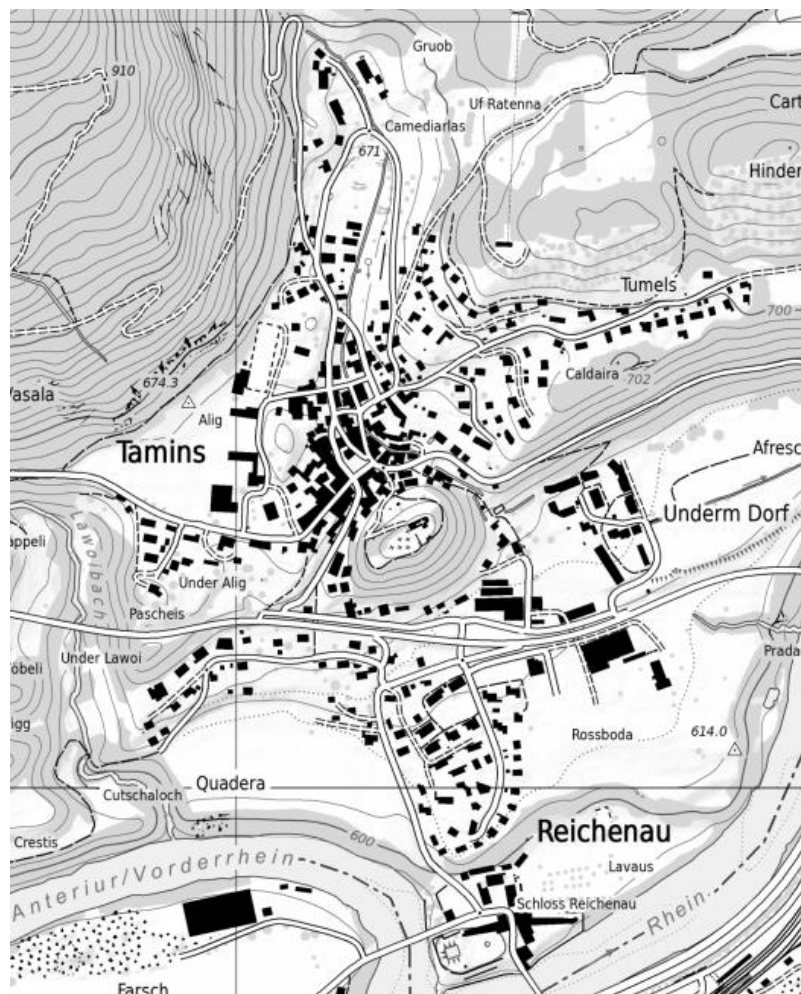 Gruob
910
Uf Ratenna
Cart
Camediarlas
671
Hinder
Tumels
700
674.3
Caldaira
702
Vasala
Alig
Tamins
Afresc
Underm Dorf
Lawoibach
appeli
Under Alig
Pascheis
Under Lawoi
Prada
öbeli
igg
Rossboda
614.0
Quadera
Cutschaloch
600
Reichenau
Crestis
Anteriur/Vorderrhein
Lavaus
Schloss Reichenau
Rhein
Farsch